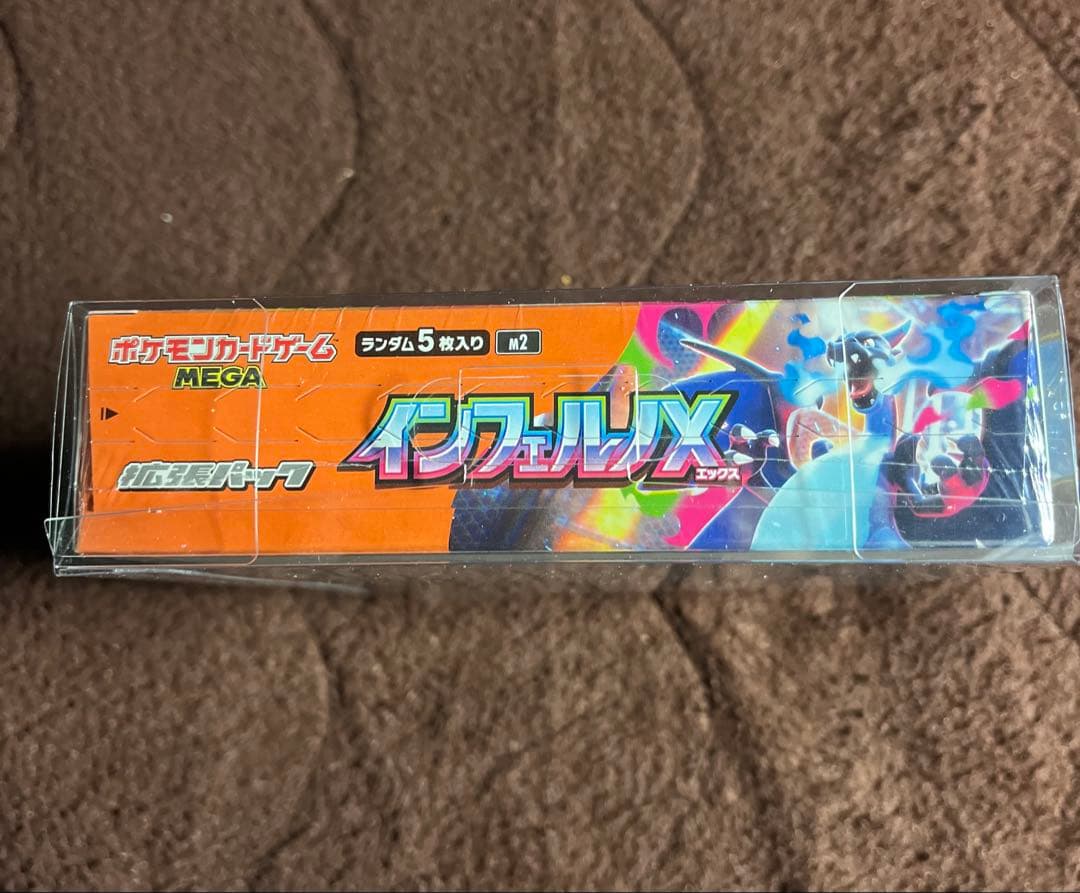 ポケモンカードゲーム
MEGA
ランダム5枚入り
M2
拡張パック
インフェルノX
エックス